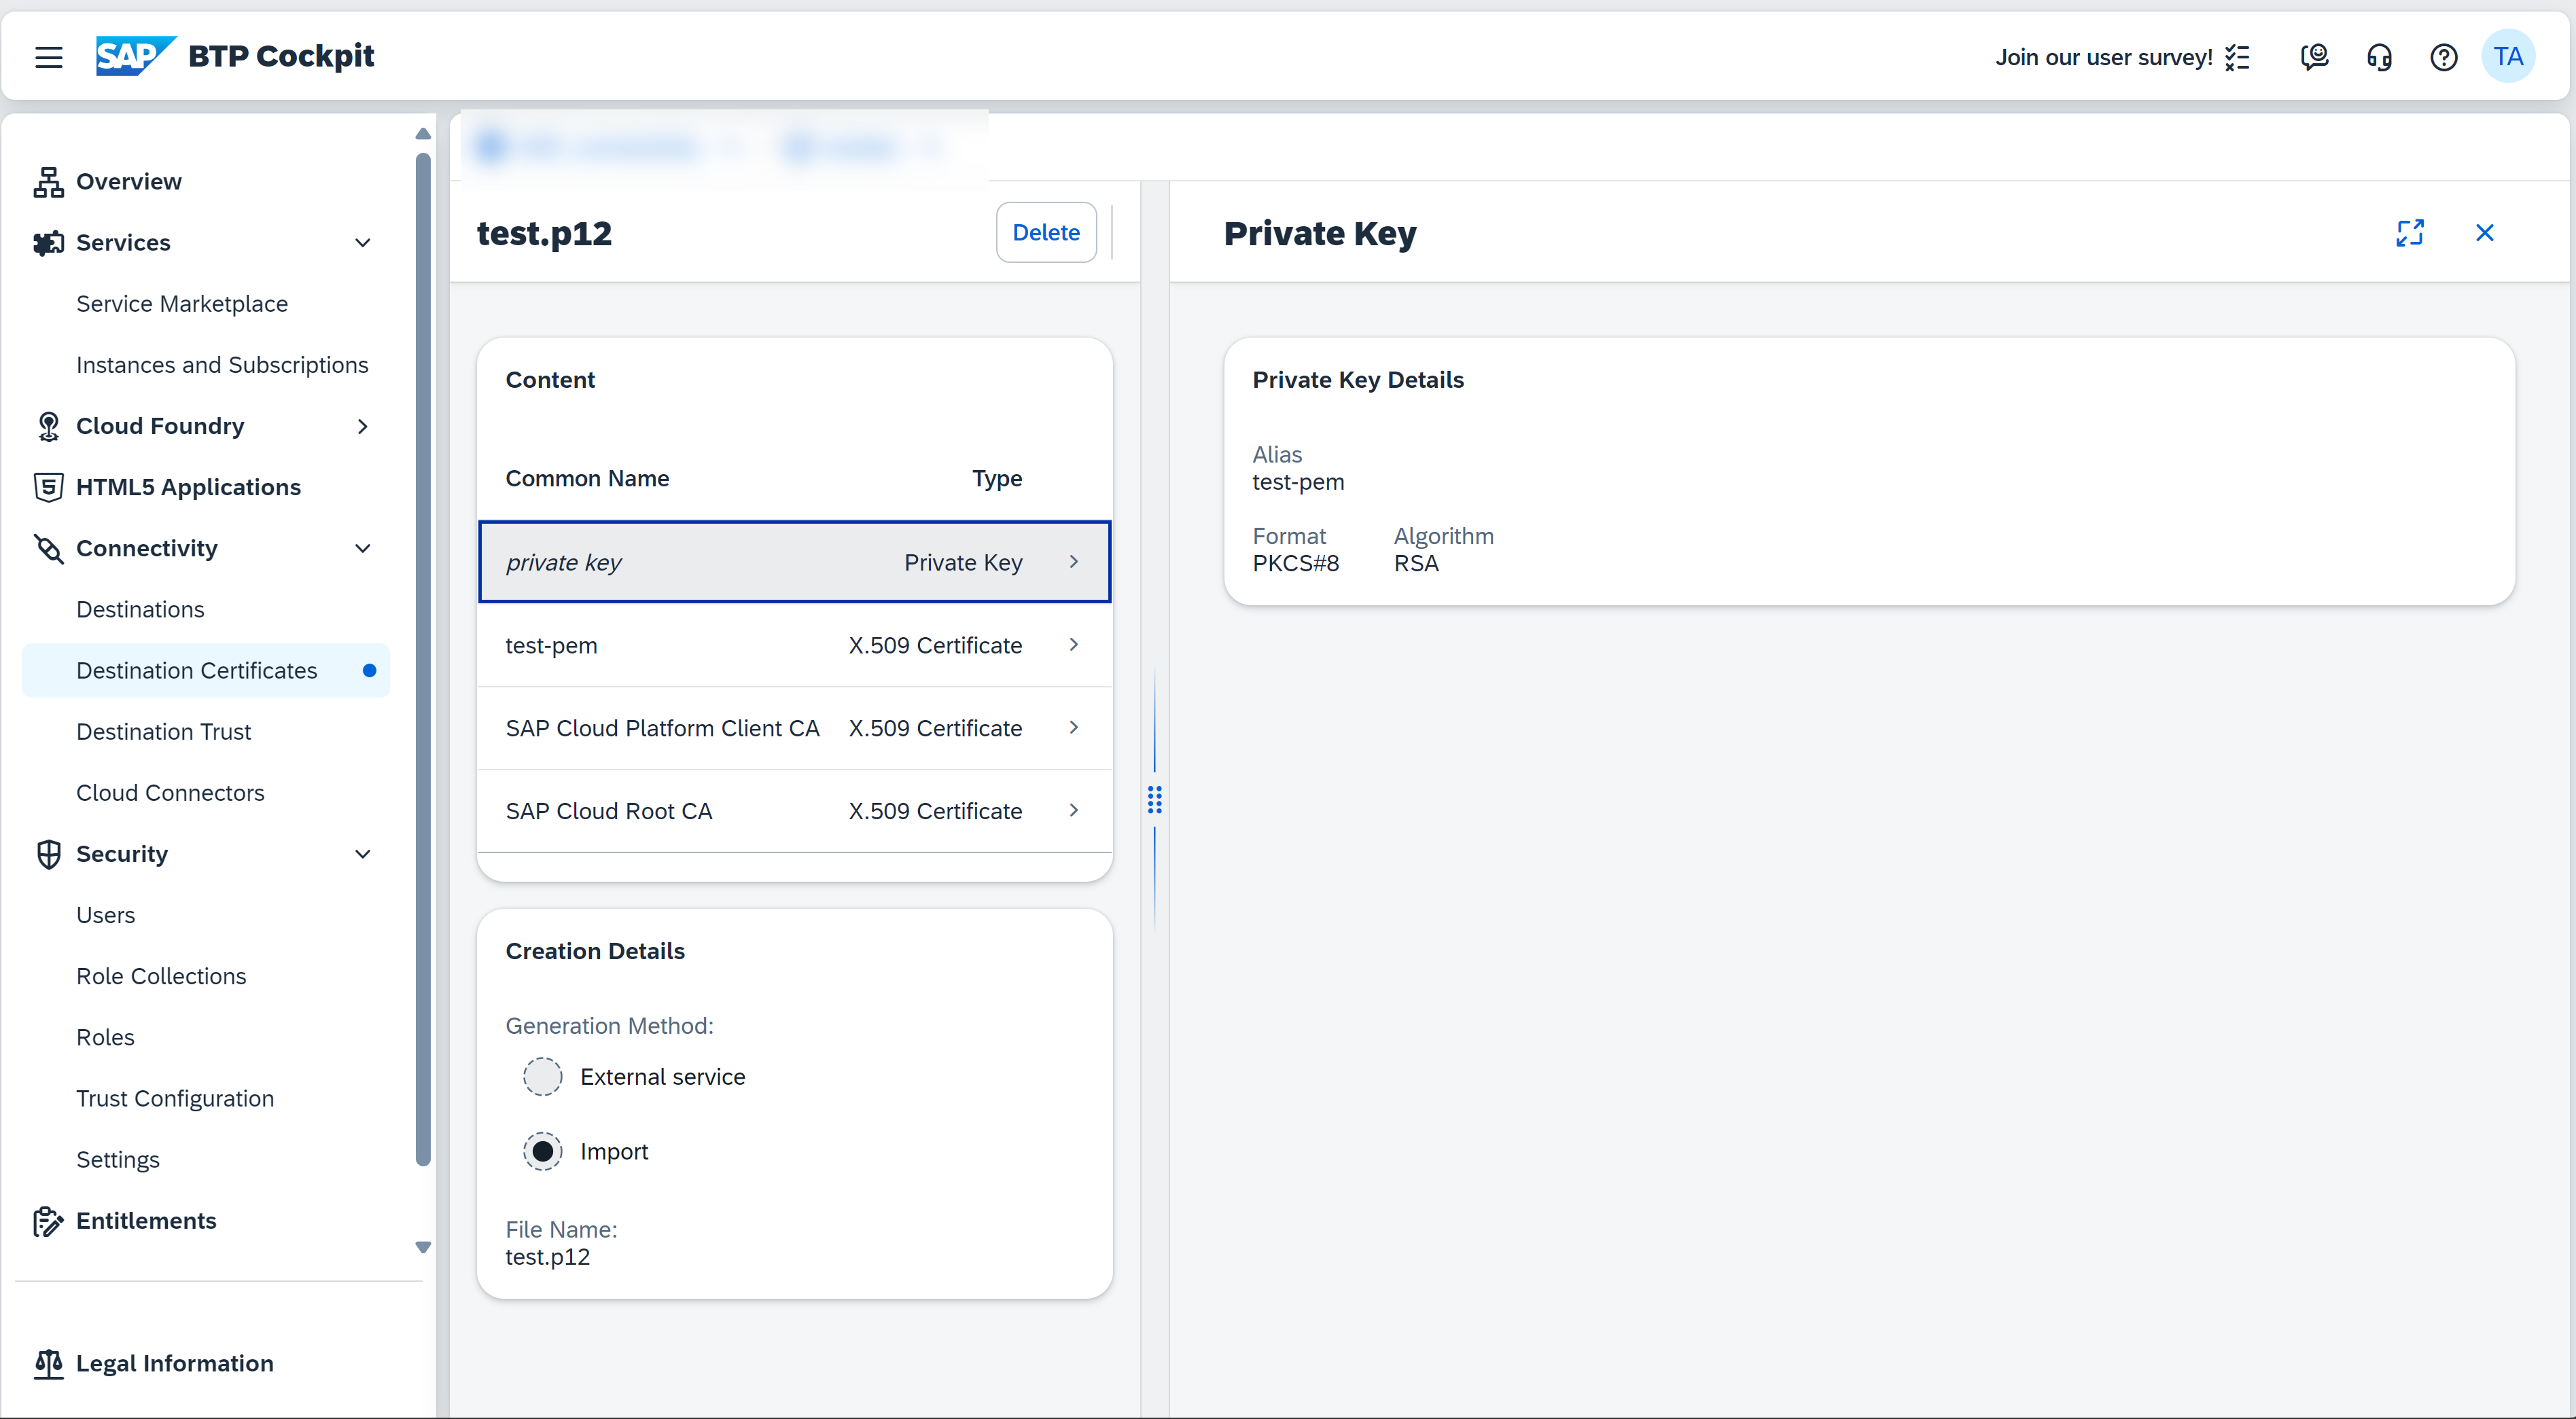 SAP BTP Cockpit
Join our user survey!
TA
Overview
Services
Service Marketplace
Instances and Subscriptions
Cloud Foundry
HTML5 Applications
Connectivity
Destinations
Destination Certificates
Destination Trust
Cloud Connectors
Security
Users
Role Collections
Roles
Trust Configuration
Settings
Entitlements
Legal Information
test.p12
Delete
Content
Common Name Type
private key Private Key
test-pem X.509 Certificate
SAP Cloud Platform Client CA X.509 Certificate
SAP Cloud Root CA X.509 Certificate
Creation Details
Generation Method:
External service
Import
File Name:
test.p12
Private Key
Private Key Details
Alias
test-pem
Format Algorithm
PKCS#8 RSA